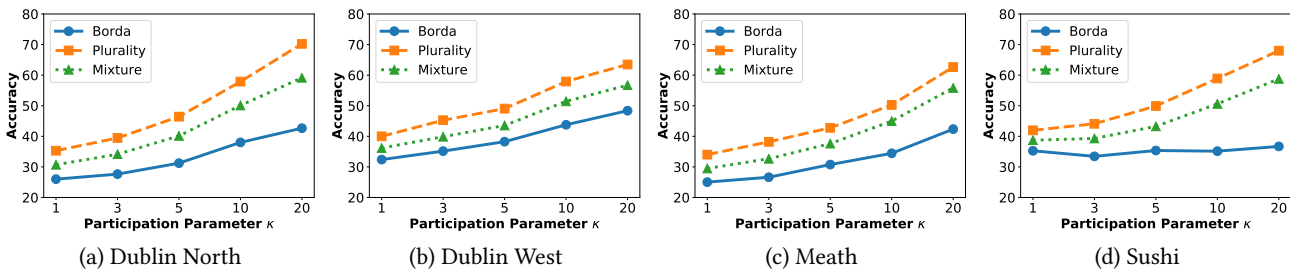 80
70
60
50
40
30
20
Accuracy
Borda
Plurality
Mixture
1 3 5 10 20
Participation Parameter κ
(a) Dublin North
80
70
60
50
40
30
20
Accuracy
Borda
Plurality
Mixture
1 3 5 10 20
Participation Parameter κ
(b) Dublin West
80
70
60
50
40
30
20
Accuracy
Borda
Plurality
Mixture
1 3 5 10 20
Participation Parameter κ
(c) Meath
80
70
60
50
40
30
20
Accuracy
Borda
Plurality
Mixture
1 3 5 10 20
Participation Parameter κ
(d) Sushi